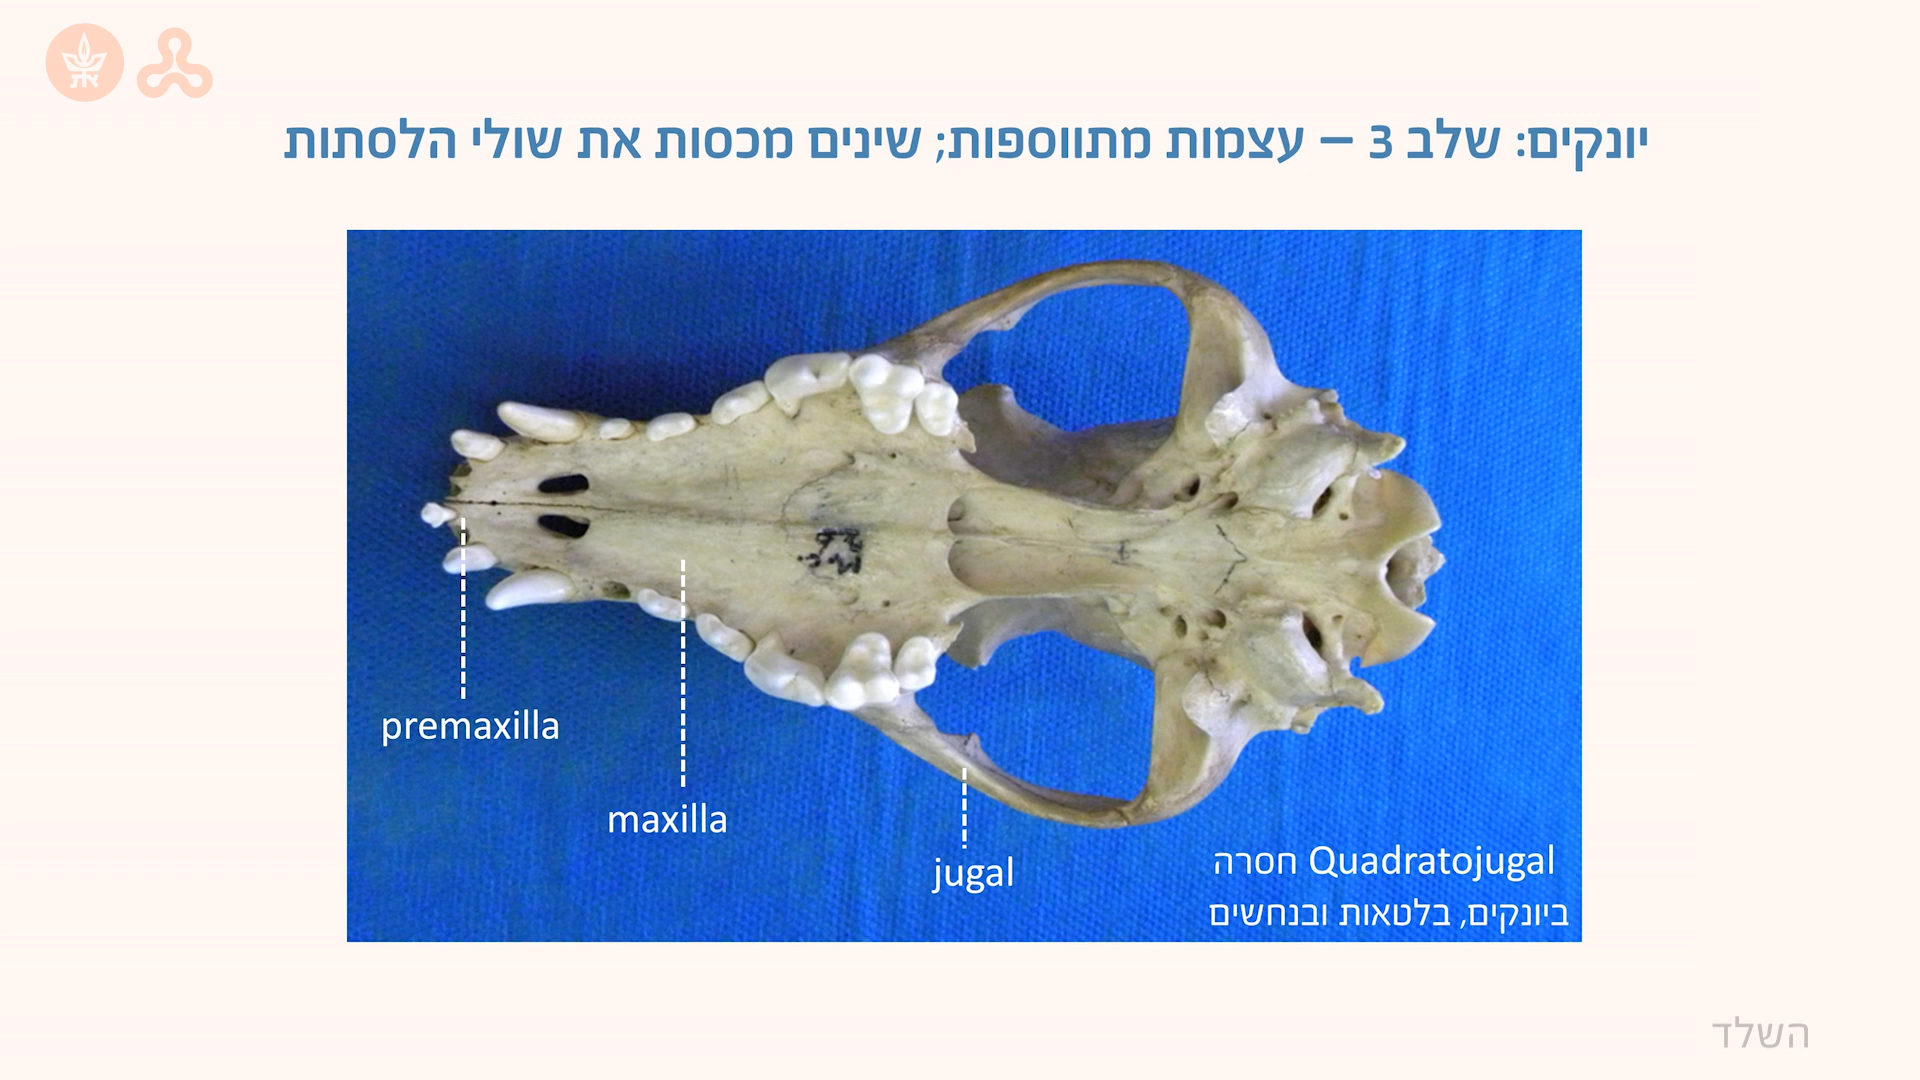 יונקים: שלב 3 – עצמות מתווספות; שינים מכסות את שולי הלסתות
premaxilla
maxilla
jugal
Quadratojugal חסרה
ביונקים, בלטאות ובנחשים
השלד